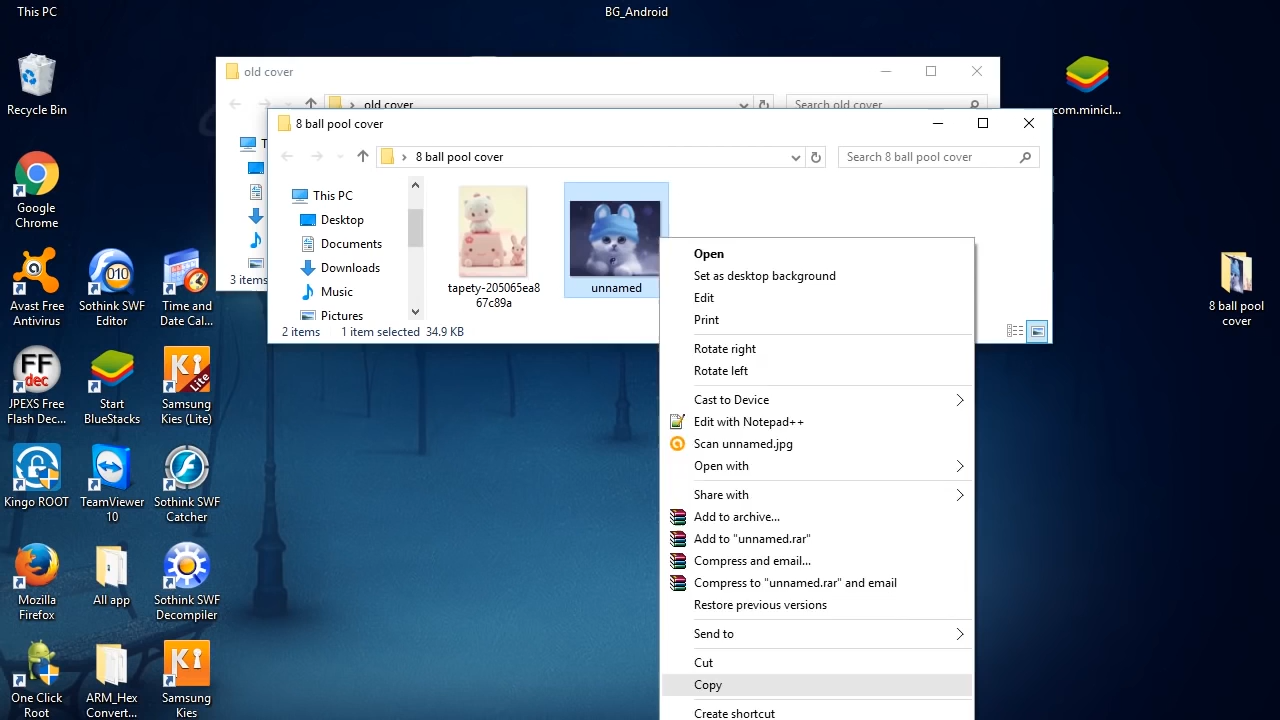 This PC
BG_Android
Recycle Bin
Google
Chrome
Avast Free
Antivirus
Sothink SWF
Editor
Time and
Date Cal...
JPEXS Free
Flash Dec...
Start
BlueStacks
Samsung
Kies (Lite)
Kingo ROOT
TeamViewer
10
Sothink SWF
Catcher
Mozilla
Firefox
All app
Sothink SWF
Decompiler
One Click
Root
ARM_Hex
Convert...
Samsung
Kies
com.minicl...
8 ball pool
cover
old cover
old cover
Search old cover
3 items
8 ball pool cover
8 ball pool cover
Search 8 ball pool cover
This PC
Desktop
Documents
Downloads
Music
Pictures
tapety-205065ea8
67c89a
unnamed
2 items
1 item selected 34.9 KB
Open
Set as desktop background
Edit
Print
Rotate right
Rotate left
Cast to Device
Edit with Notepad++
Scan unnamed.jpg
Open with
Share with
Add to archive...
Add to "unnamed.rar"
Compress and email...
Compress to "unnamed.rar" and email
Restore previous versions
Send to
Cut
Copy
Create shortcut